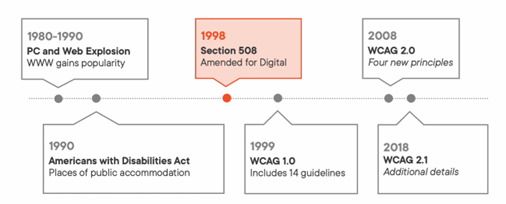 1980-1990
PC and Web Explosion
WWW gains popularity
1990
Americans with Disabilities Act
Places of public accommodation
1998
Section 508
Amended for Digital
1999
WCAG 1.0
Includes 14 guidelines
2008
WCAG 2.0
Four new principles
2018
WCAG 2.1
Additional details